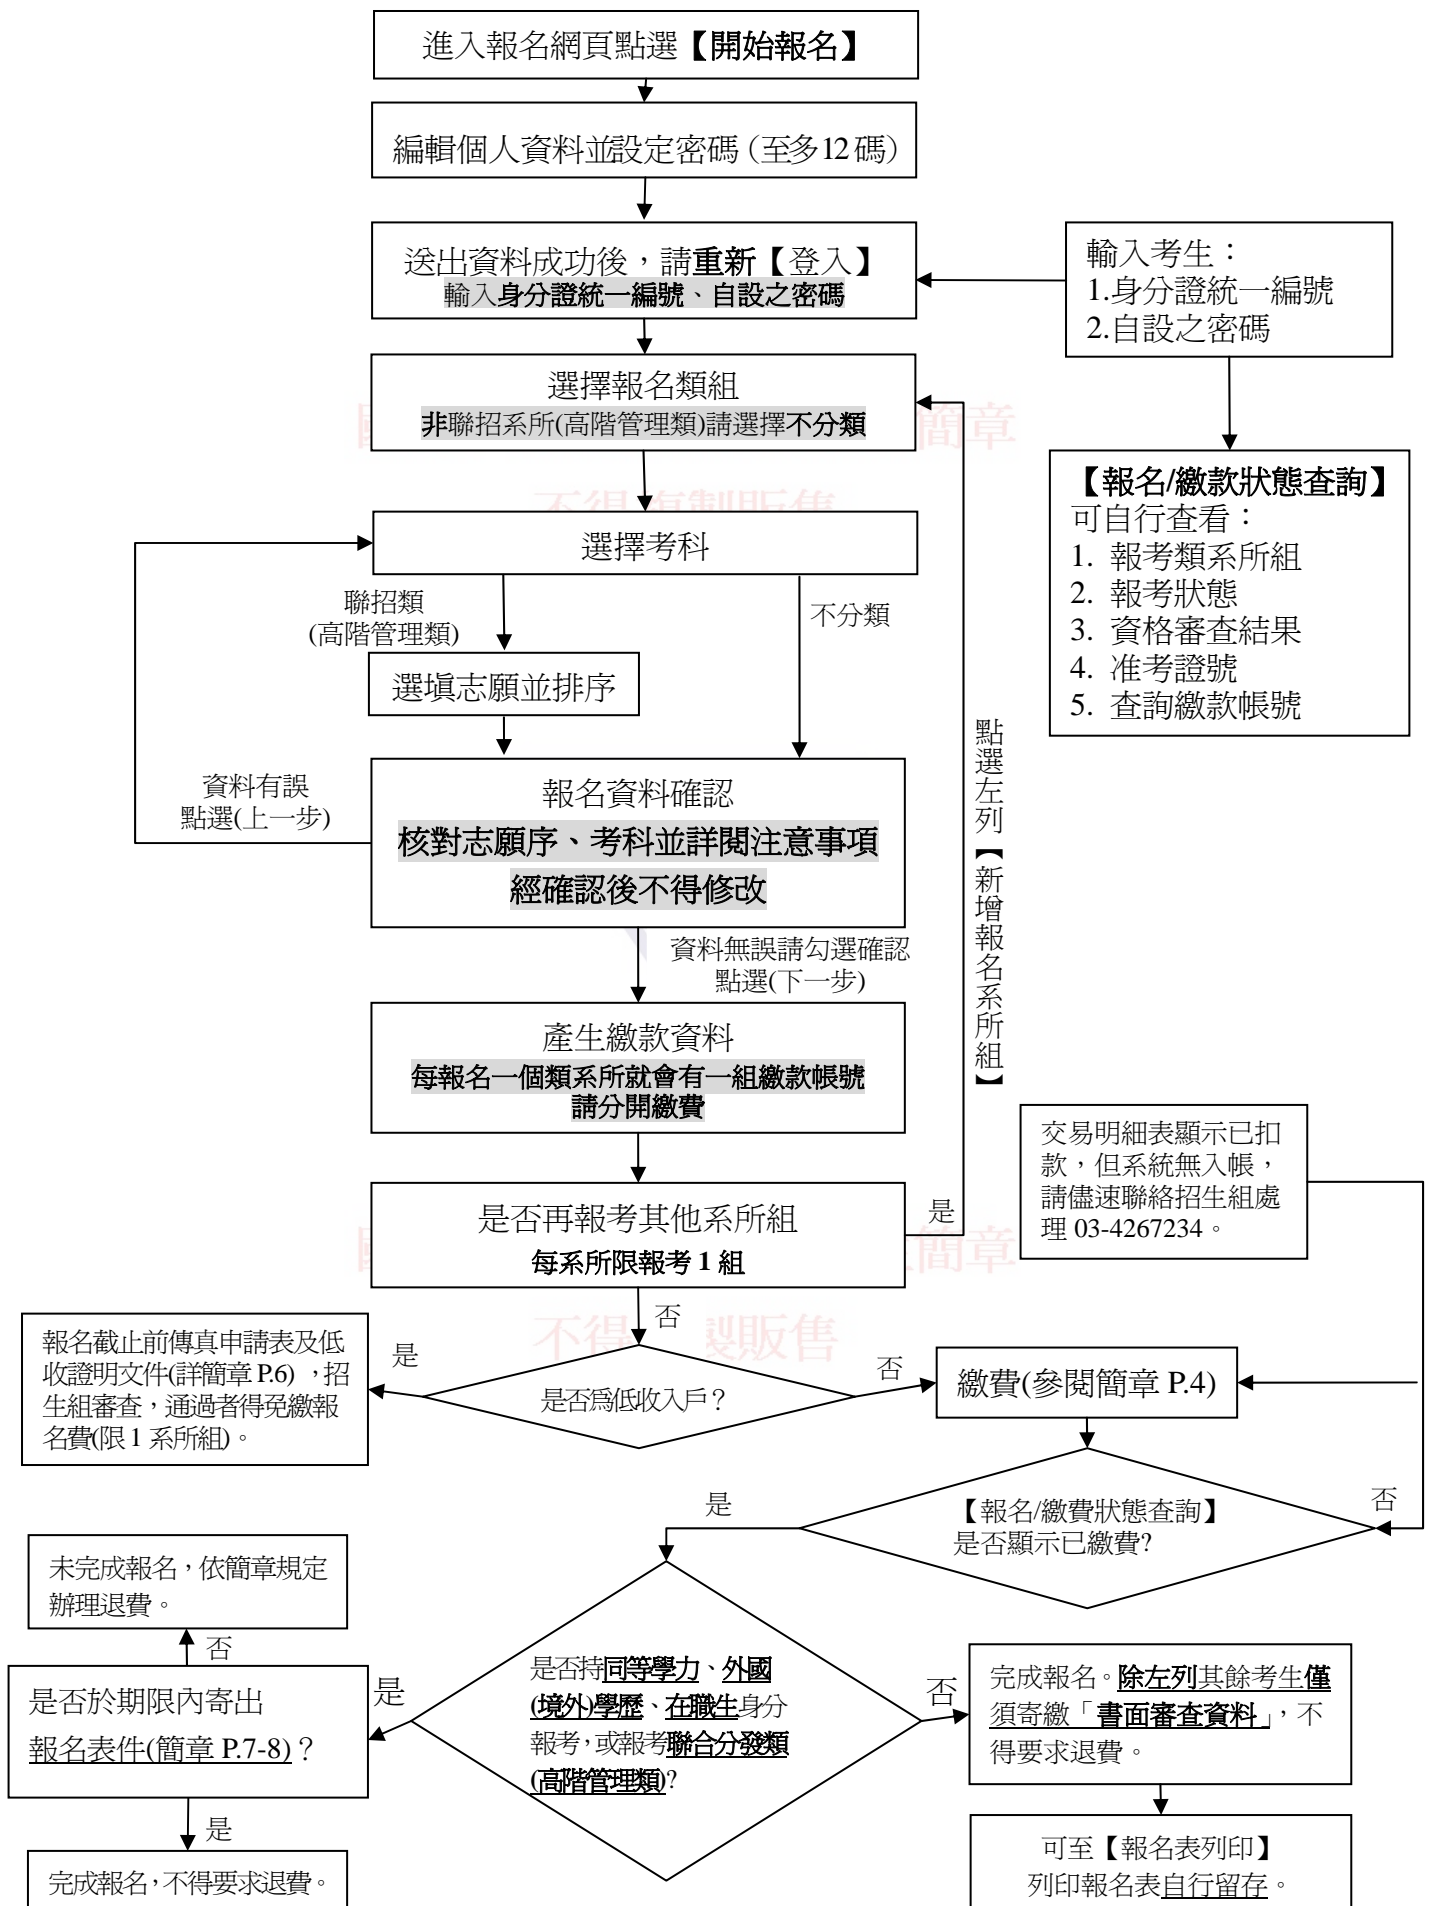 進入報名網頁點選【開始報名】
編輯個人資料並設定密碼（至多12碼）
送出資料成功後，請重新【登入】
輸入身分證統一編號、自設之密碼
輸入考生：
1.身分證統一編號
2.自設之密碼
選擇報名類組
非聯招系所(高階管理類)請選擇不分類
簡章
不得複製販售
【報名/繳款狀態查詢】
可自行查看：
1. 報考類系所組
2. 報考狀態
3. 資格審查結果
4. 准考證號
5. 查詢繳款帳號
選擇考科
聯招類
(高階管理類)
不分類
選填志願並排序
點選左列【新增報名系所組】
資料有誤
點選(上一步)
報名資料確認
核對志願序、考科並詳閱注意事項
經確認後不得修改
資料無誤請勾選確認
點選(下一步)
產生繳款資料
每報名一個類系所就會有一組繳款帳號
請分開繳費
交易明細表顯示已扣
款，但系統無入帳，
請儘速聯絡招生組處
理 03-4267234。
是否再報考其他系所組
每系所限報考 1 組
是
簡章
否
不得 製販售
報名截止前傳真申請表及低
收證明文件(詳簡章 P.6) ，招
生組審查，通過者得免繳報
名費(限 1 系所組)。
是
是否為低收入戶？
否
繳費(參閱簡章 P.4)
【報名/繳費狀態查詢】
是否顯示已繳費?
是
否
未完成報名，依簡章規定
辦理退費。
否
是否於期限內寄出
報名表件(簡章 P.7-8)？
是
是否持同等學力、外國
(境外)學歷、在職生身分
報考，或報考聯合分發類
(高階管理類)?
否
完成報名。除左列其餘考生僅
須寄繳「書面審查資料」，不
得要求退費。
是
完成報名，不得要求退費。
可至【報名表列印】
列印報名表自行留存。